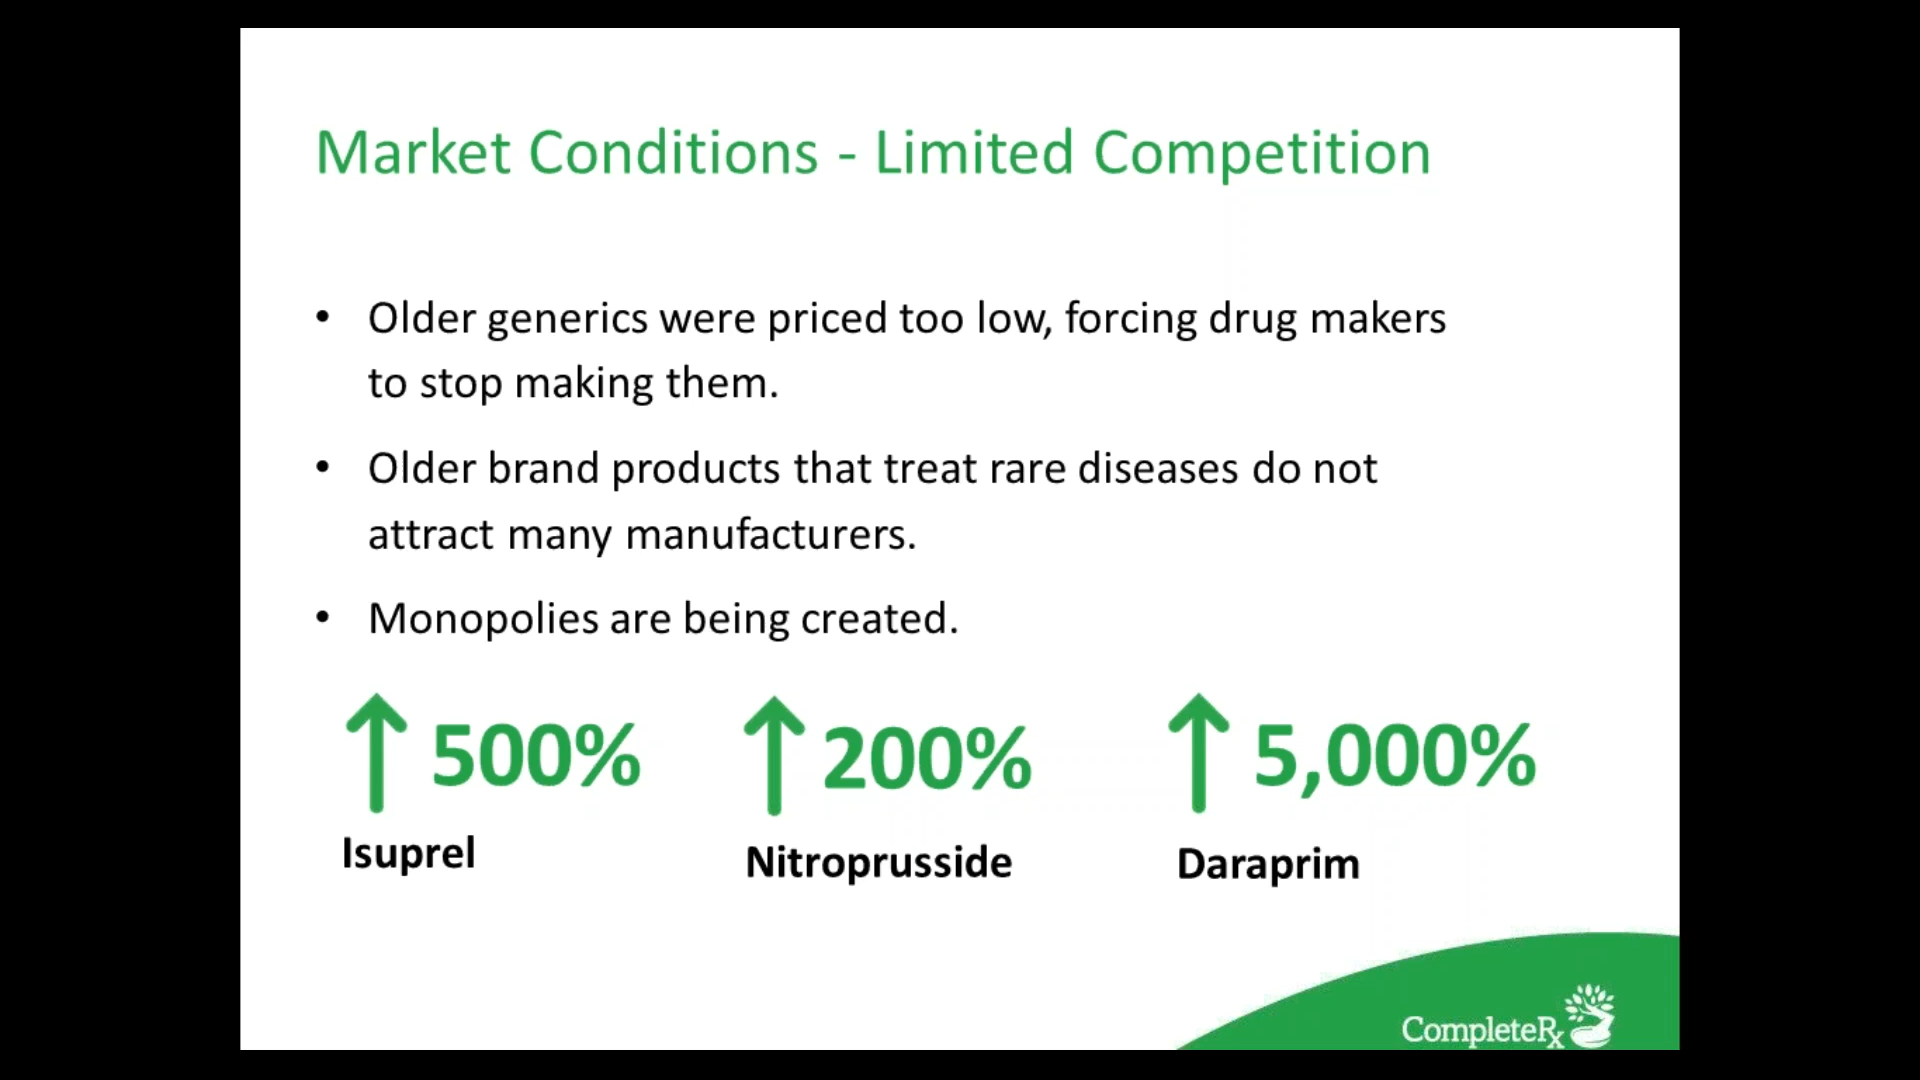 Market Conditions - Limited Competition
• Older generics were priced too low, forcing drug makers
to stop making them.
• Older brand products that treat rare diseases do not
attract many manufacturers.
• Monopolies are being created.
500% 200% 5,000%
Isuprel Nitroprusside Daraprim
CompleteRx